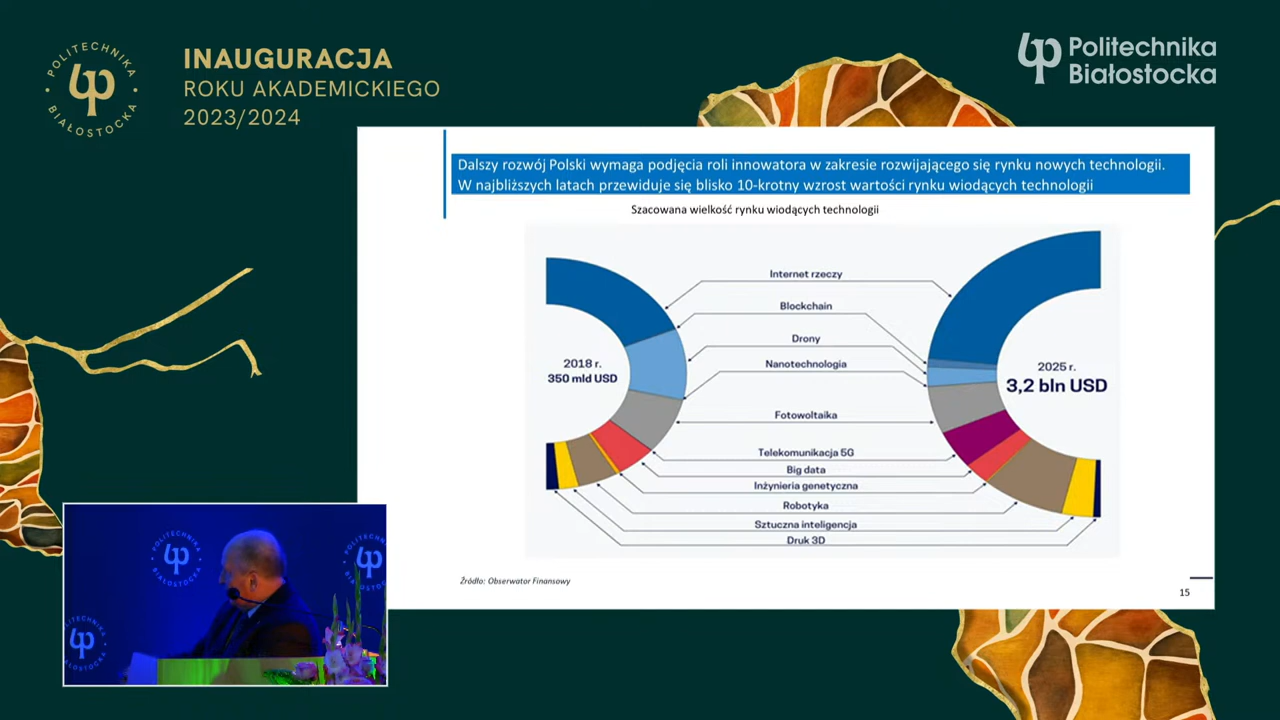 POLITECHNIKA
BIAŁOSTOCKA
INAUGURACJA
ROKU AKADEMICKIEGO
2023/2024
Politechnika
Białostocka
Dalszy rozwój Polski wymaga podjęcia roli innowatora w zakresie rozwijającego się rynku nowych technologii.
W najbliższych latach przewiduje się blisko 10-krotny wzrost wartości rynku wiodących technologii
Szacowana wielkość rynku wiodących technologii
Internet rzeczy
Blockchain
Drony
Nanotechnologia
2018 r.
350 mld USD
2025 r.
3,2 bln USD
Fotowoltaika
Telekomunikacja 5G
Big data
Inżynieria genetyczna
Robotyka
Sztuczna inteligencja
Druk 3D
Źródło: Obserwator Finansowy
15
POLITECHNIKA
BIAŁOSTOCKA